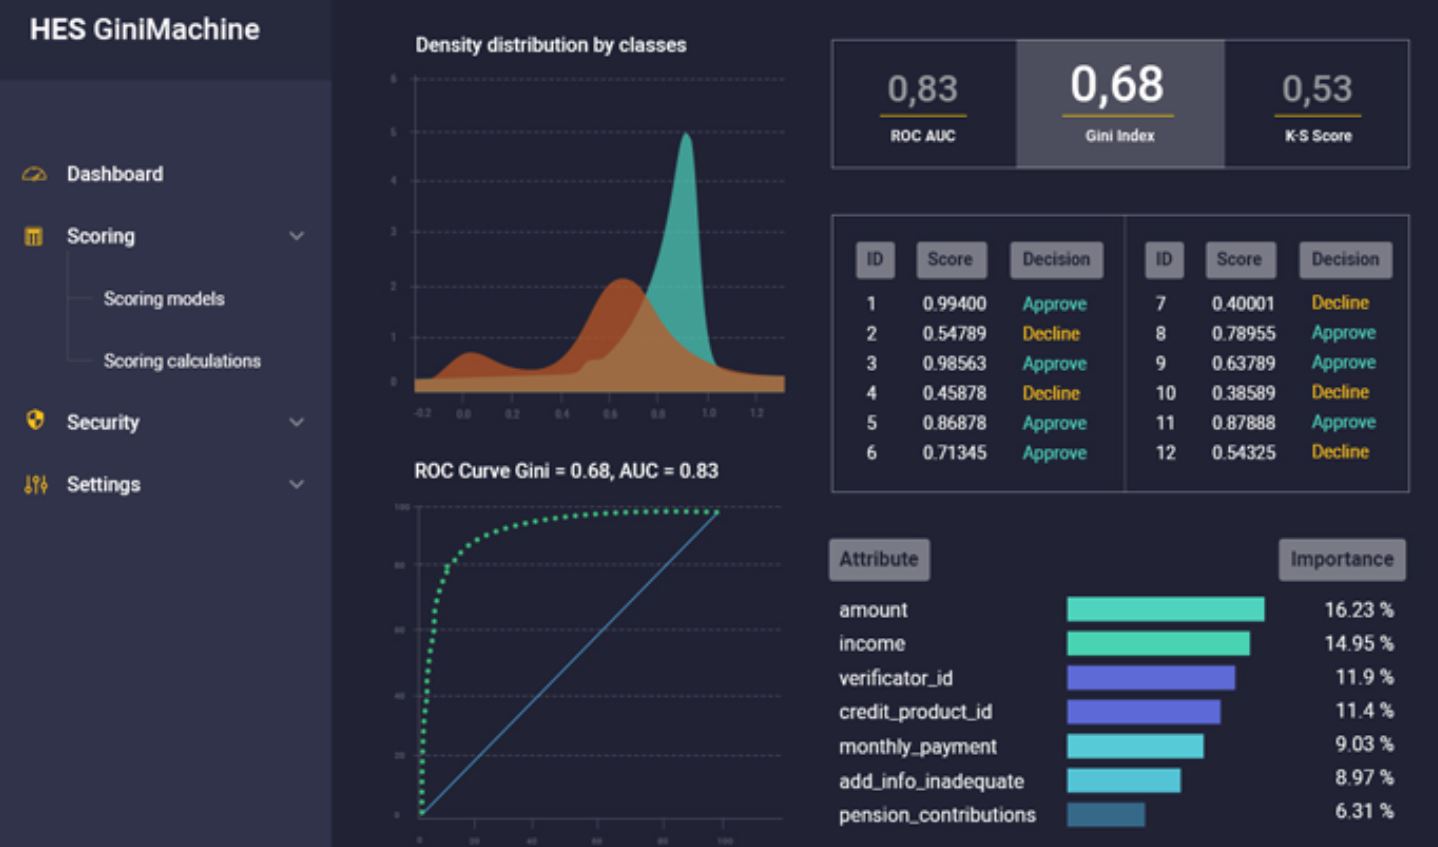 HES GiniMachine
Dashboard
Scoring
Scoring models
Scoring calculations
Security
Settings
Density distribution by classes
6
5
4
3
2
1
0
-0.2 0.0 0.2 0.4 0.6 0.8 1.0 1.2
ROC Curve Gini = 0.68, AUC = 0.83
100
80
60
40
20
0
0 20 40 60 80 100
0,83 0,68 0,53
ROC AUC Gini Index K-S Score
ID Score Decision ID Score Decision
1 0.99400 Approve 7 0.40001 Decline
2 0.54789 Decline 8 0.78955 Approve
3 0.98563 Approve 9 0.63789 Approve
4 0.45878 Decline 10 0.38589 Decline
5 0.86878 Approve 11 0.87888 Approve
6 0.71345 Approve 12 0.54325 Decline
Attribute Importance
amount 16.23 %
income 14.95 %
verificator_id 11.9 %
credit_product_id 11.4 %
monthly_payment 9.03 %
add_info_inadequate 8.97 %
pension_contributions 6.31 %